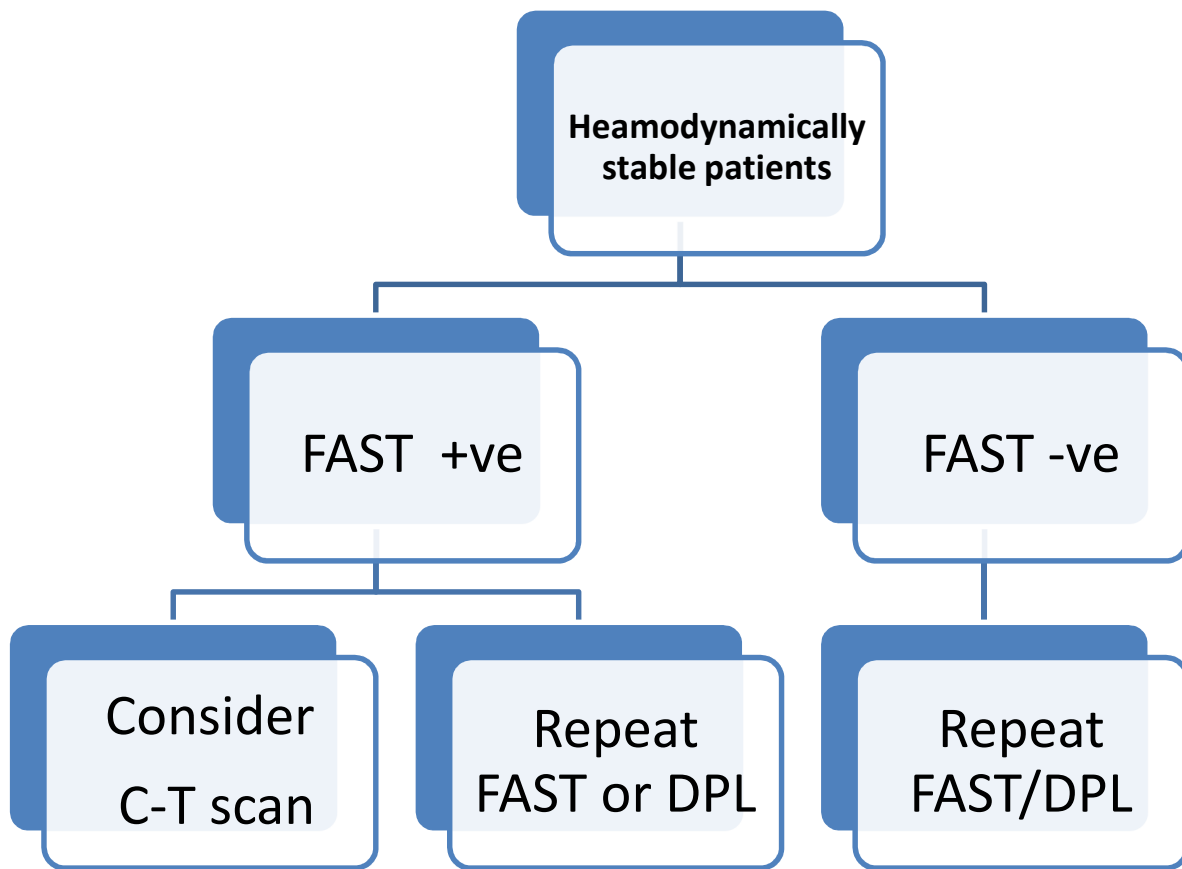 Heamodynamically
stable patients
FAST  +ve
FAST -ve
Consider
C-T scan
Repeat
FAST or DPL
Repeat
FAST/DPL